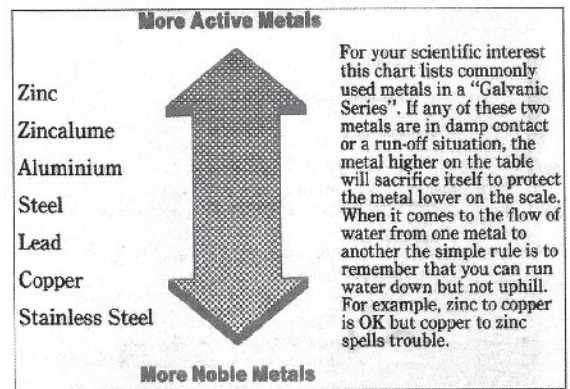 More Active Metals
Zinc
Zincalume
Aluminium
Steel
Lead
Copper
Stainless Steel
More Noble Metals
For your scientific interest
this chart lists commonly
used metals in a "Galvanic
Series". If any of these two
metals are in damp contact
or a run-off situation, the
metal higher on the table
will sacrifice itself to protect
the metal lower on the scale.
When it comes to the flow of
water from one metal to
another the simple rule is to
remember that you can run
water down but not uphill.
For example, zinc to copper
is OK but copper to zinc
spells trouble.